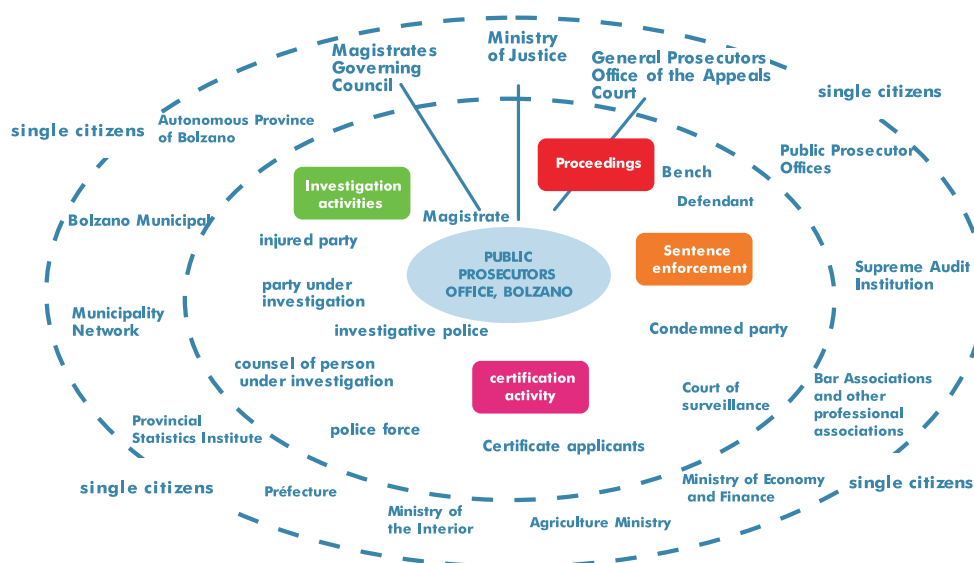 Magistrates
Governing
Council
Ministry
of Justice
General Prosecutors
Office of the Appeals
Court
single citizens
single citizens
Autonomous Province
of Bolzano
Public Prosecutor
Offices
Proceedings
Bench
Investigation
activities
Defendant
Magistrate
Bolzano Municipal
injured party
Sentence
enforcement
PUBLIC
PROSECUTORS
OFFICE, BOLZANO
Supreme Audit
Institution
party under
investigation
Municipality
Network
investigative police
Condemned party
counsel of person
under investigation
certification
activity
Court of
surveillance
Bar Associations
and other
professional
associations
Provincial
Statistics Institute
police force
Certificate applicants
single citizens
Préfecture
Ministry of Economy
and Finance
single citizens
Ministry of
the Interior
Agriculture Ministry